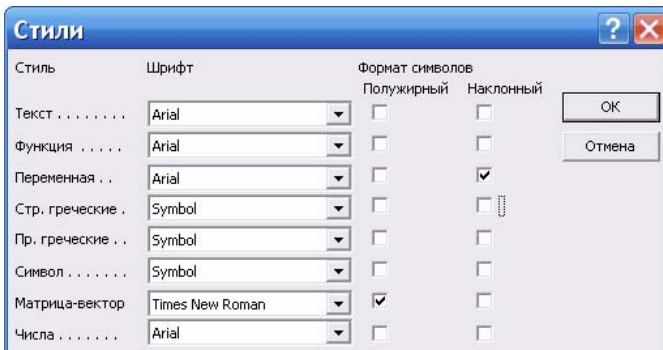 Стили
Стиль Шрифт Формат символов
Полужирный Наклонный
Текст . . . . . . . . Arial OK
Функция . . . . . Arial Отмена
Переменная . . Arial
Стр. греческие . Symbol
Пр. греческие . . Symbol
Символ . . . . . . . Symbol
Матрица-вектор Times New Roman
Числа . . . . . . . Arial